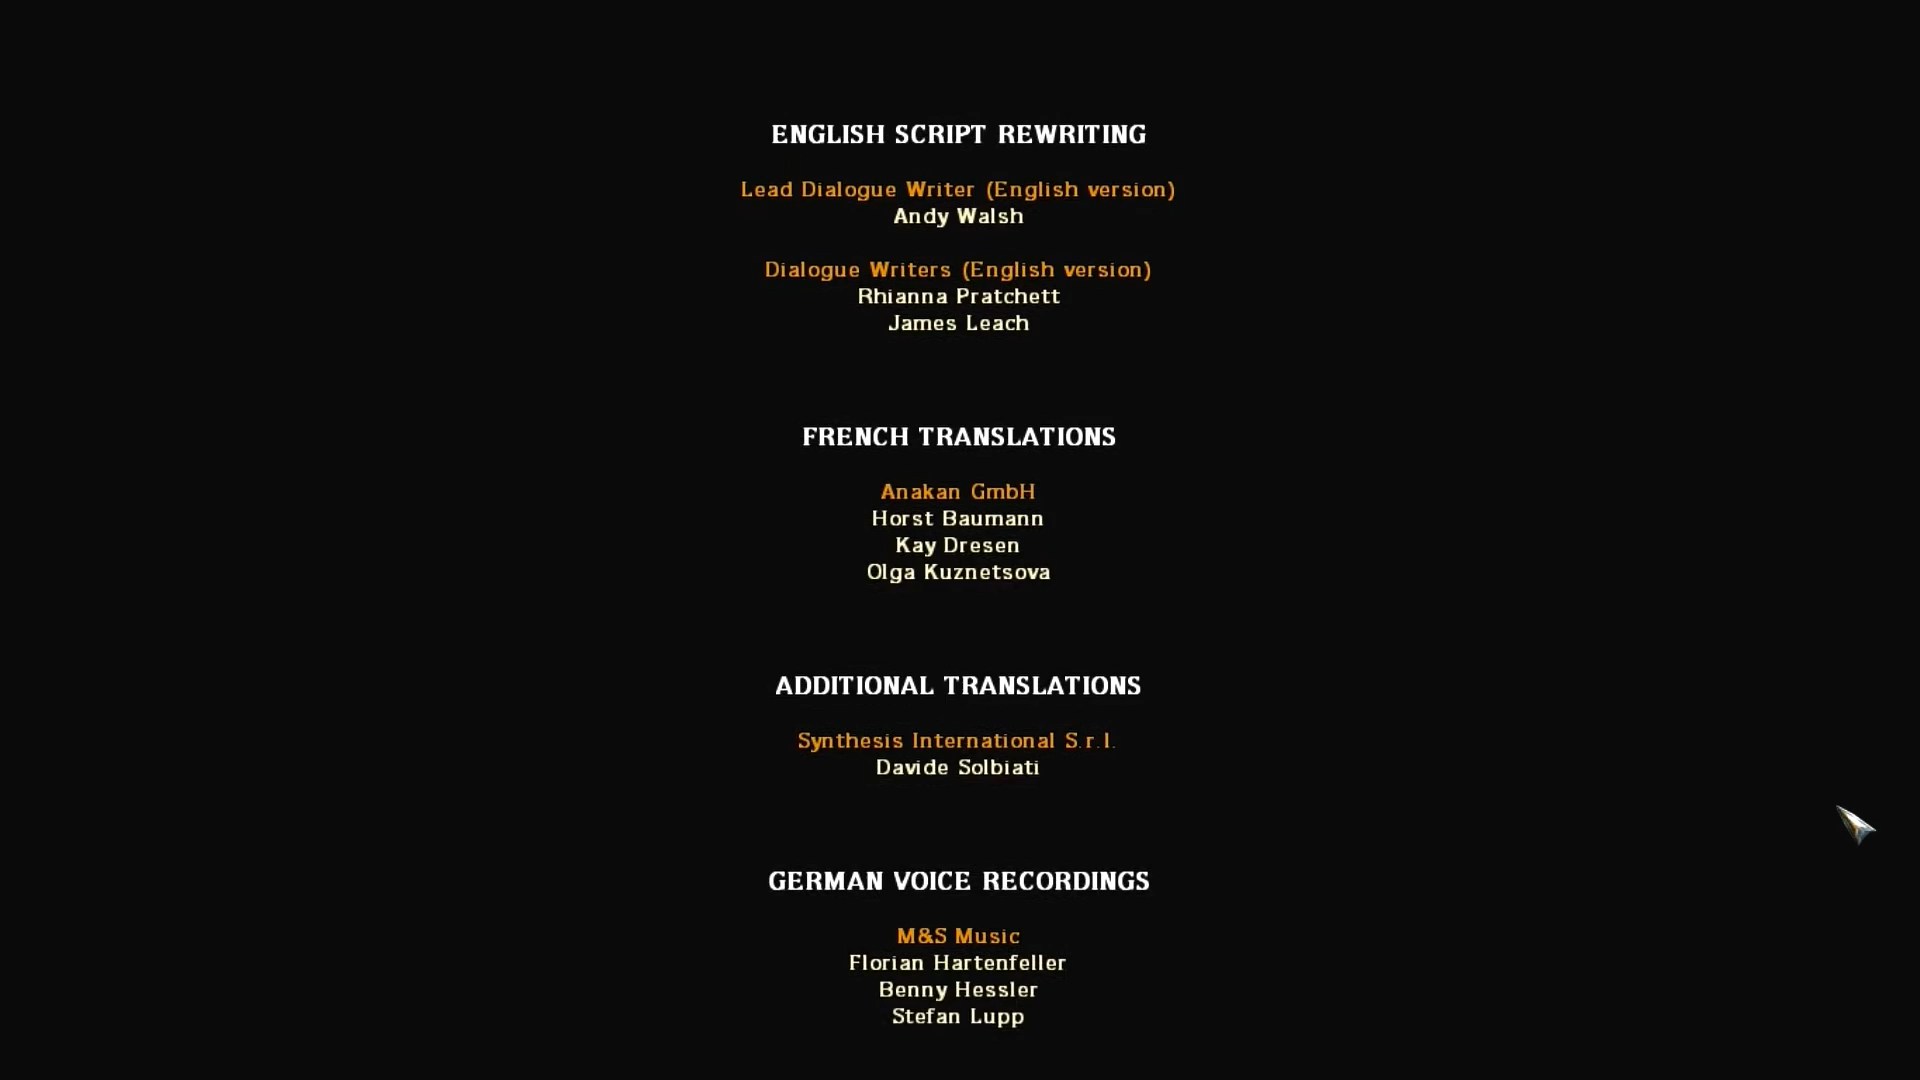 ENGLISH SCRIPT REWRITING
Lead Dialogue Writer (English version)
Andy Walsh
Dialogue Writers (English version)
Rhianna Pratchett
James Leach
FRENCH TRANSLATIONS
Anakan GmbH
Horst Baumann
Kay Dresen
Olga Kuznetsova
ADDITIONAL TRANSLATIONS
Synthesis International S.r.l.
Davide Solbiati
GERMAN VOICE RECORDINGS
M&S Music
Florian Hartenfeller
Benny Hessler
Stefan Lupp